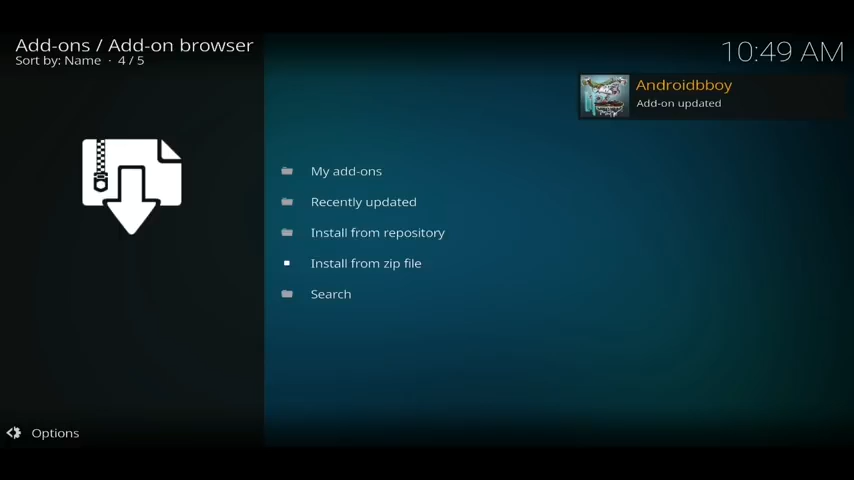 Add-ons / Add-on browser
Sort by: Name · 4 / 5
10:49 AM
Androidbboy
Add-on updated
My add-ons
Recently updated
Install from repository
Install from zip file
Search
Options